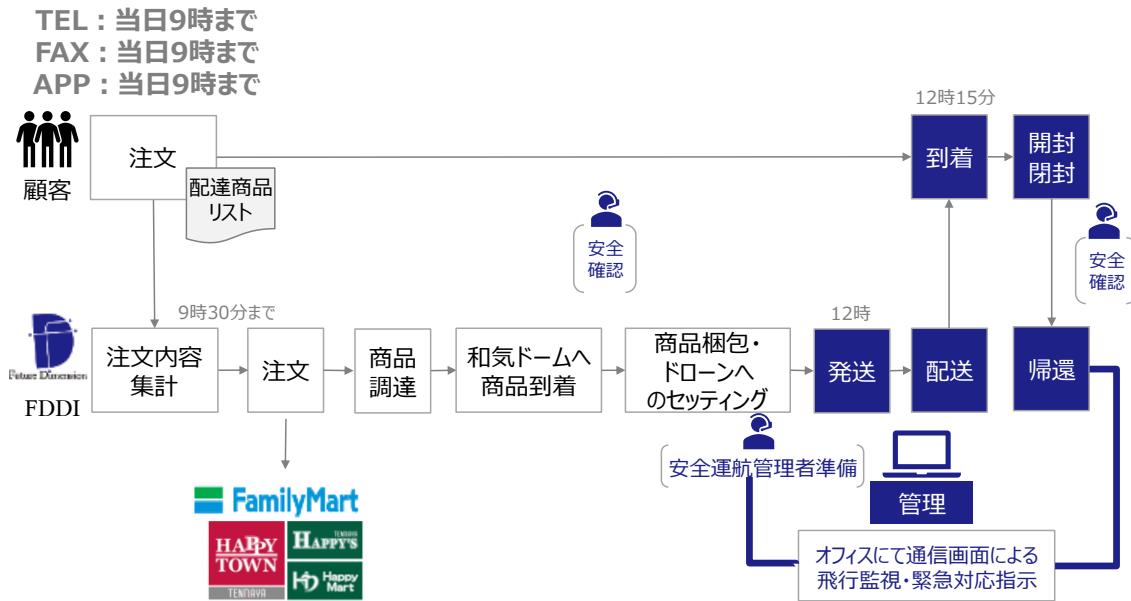 TEL：当日9時まで
FAX：当日9時まで
APP：当日9時まで
12時15分
顧客
注文
配達商品
リスト
到着
開封
閉封
安全
確認
安全
確認
9時30分まで
12時
Future Dimension
FDDI
注文内容
集計
注文
商品
調達
和気ドームへ
商品到着
商品梱包・
ドローンへ
のセッティング
発送
配送
帰還
安全運航管理者準備
管理
FamilyMart
HAPPY
TOWN
TENMAYA
TENMAYA
HAPPY'S
Happy
Mart
オフィスにて通信画面による
飛行監視・緊急対応指示